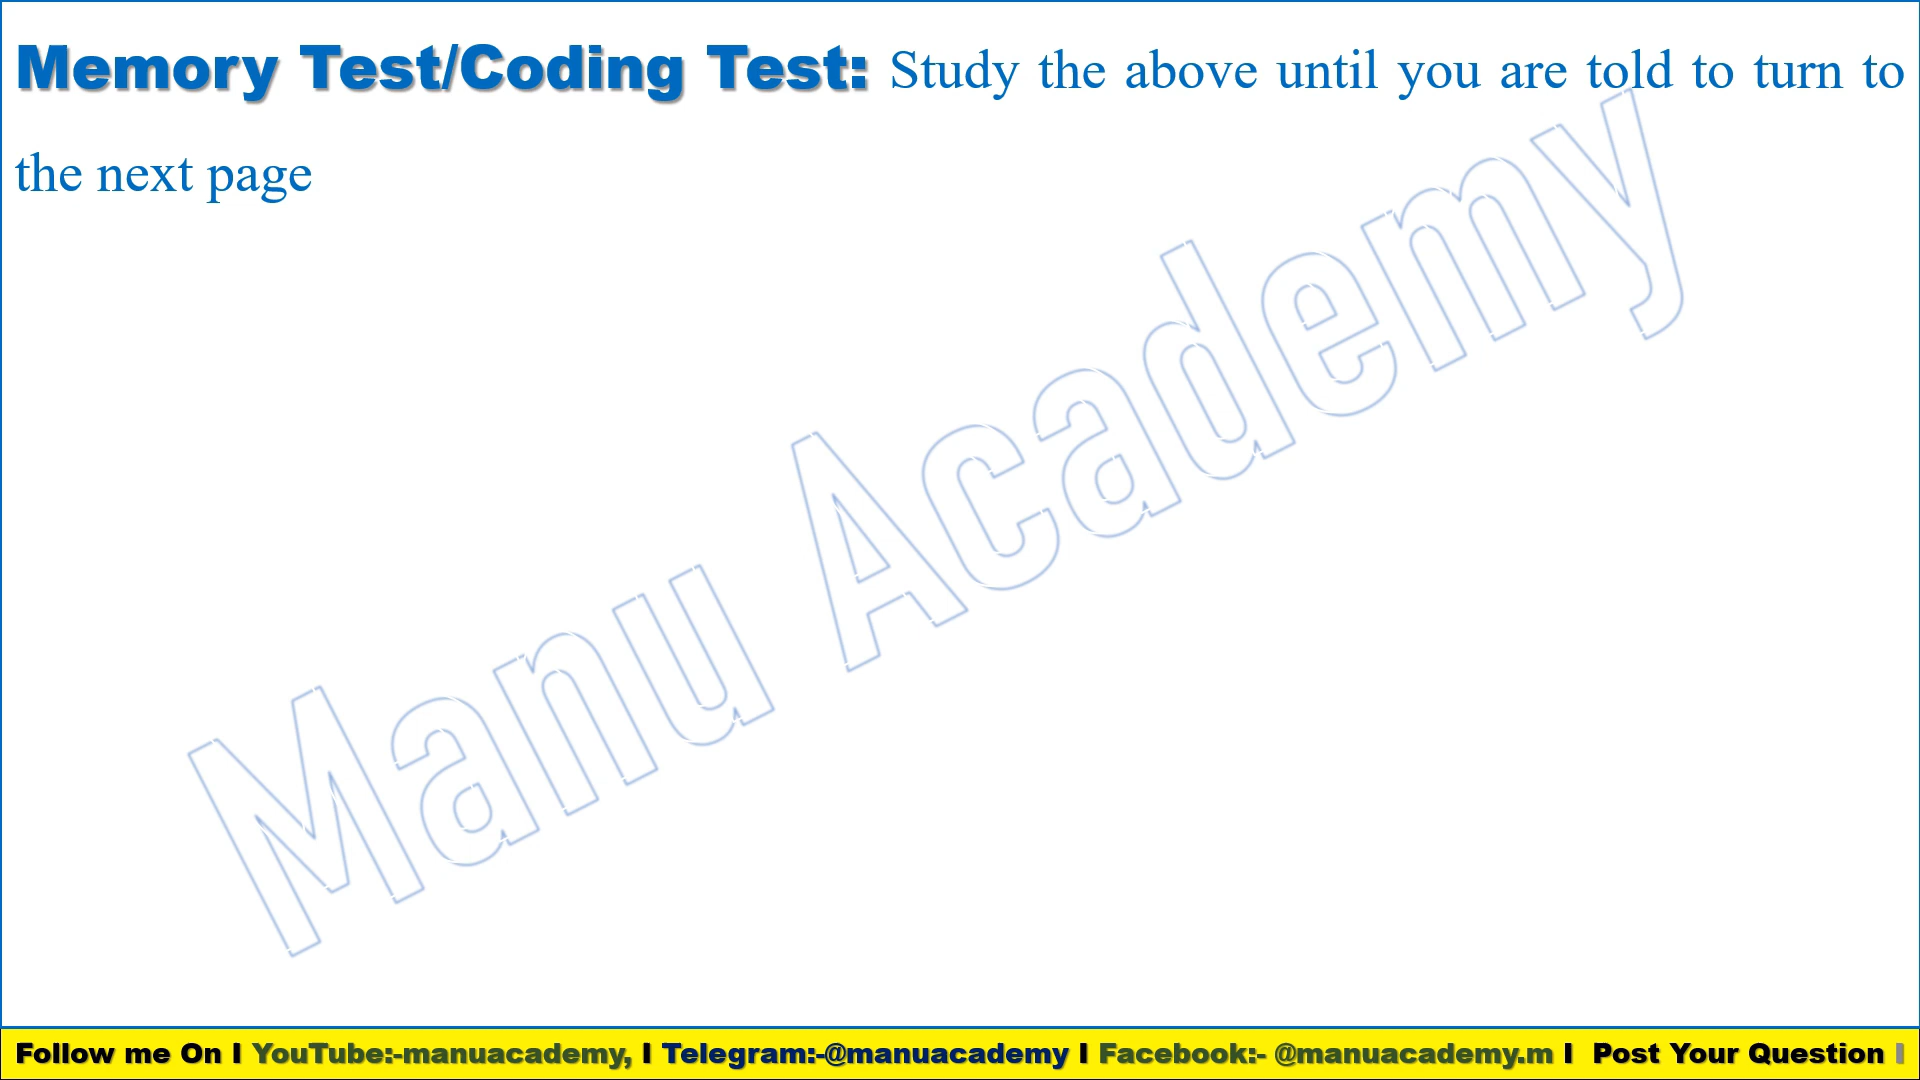 Memory Test/Coding Test: Study the above until you are told to turn to
the next page
Manu Academy
Follow me On I YouTube:-manuacademy, I Telegram:-@manuacademy I Facebook:- @manuacademy.m I Post Your Question I